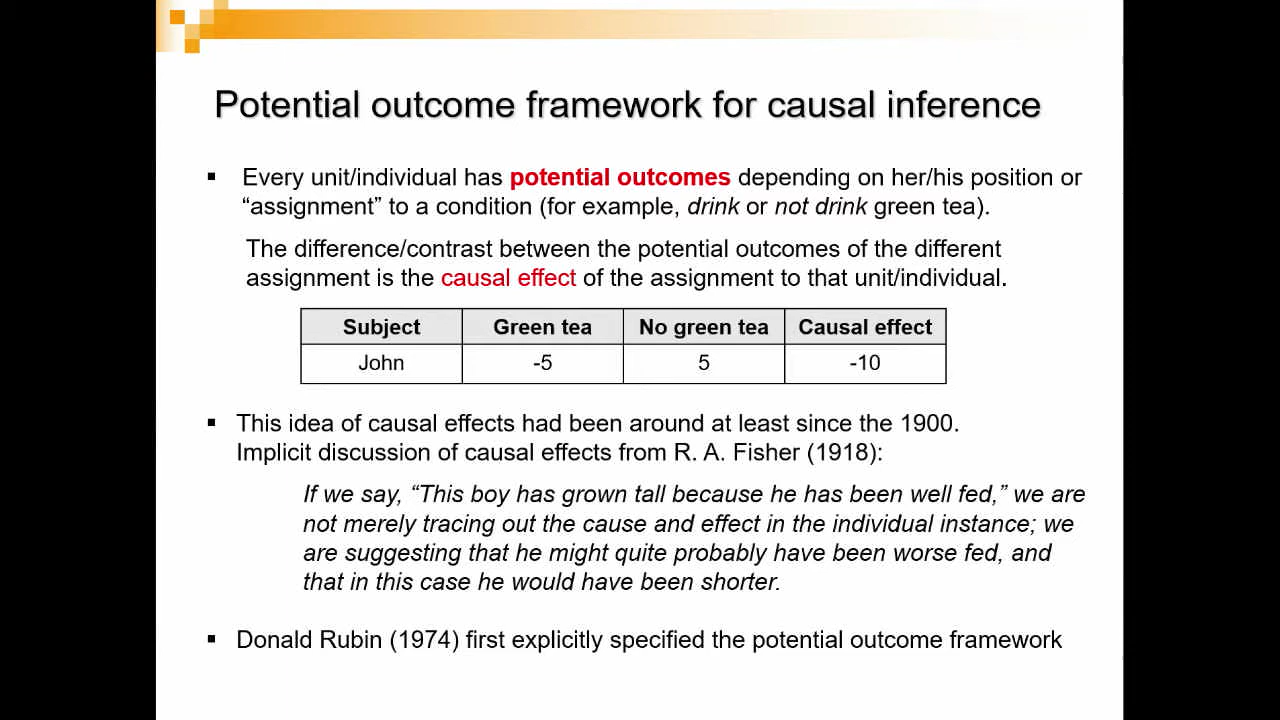 Potential outcome framework for causal inference
▪ Every unit/individual has potential outcomes depending on her/his position or
“assignment” to a condition (for example, drink or not drink green tea).
The difference/contrast between the potential outcomes of the different
assignment is the causal effect of the assignment to that unit/individual.
Subject Green tea No green tea Causal effect
John -5 5 -10
▪ This idea of causal effects had been around at least since the 1900.
Implicit discussion of causal effects from R. A. Fisher (1918):
If we say, “This boy has grown tall because he has been well fed,” we are
not merely tracing out the cause and effect in the individual instance; we
are suggesting that he might quite probably have been worse fed, and
that in this case he would have been shorter.
▪ Donald Rubin (1974) first explicitly specified the potential outcome framework